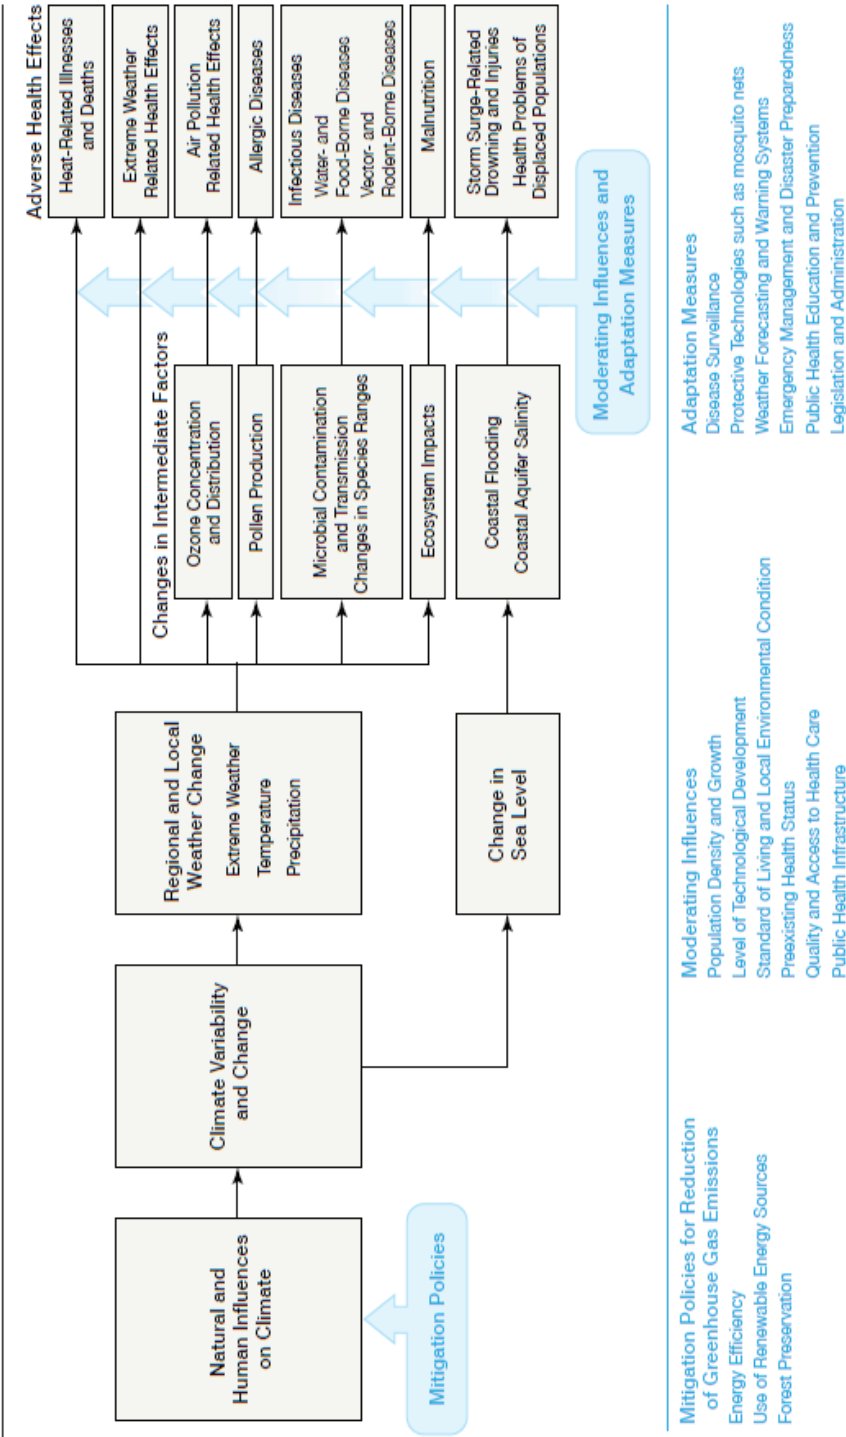 Natural and
Human Influences
on Climate
Mitigation Policies
Climate Variability
and Change
Regional and Local
Weather Change
Extreme Weather
Temperature
Precipitation
Change in
Sea Level
Changes in Intermediate Factors
Ozone Concentration
and Distribution
Pollen Production
Microbial Contamination
and Transmission
Changes in Species Ranges
Ecosystem Impacts
Coastal Flooding
Coastal Aquifer Salinity
Moderating Influences and
Adaptation Measures
Adverse Health Effects
Heat-Related Illnesses
and Deaths
Extreme Weather
Related Health Effects
Air Pollution
Related Health Effects
Allergic Diseases
Infectious Diseases
Water- and
Food-Borne Diseases
Vector- and
Rodent-Borne Diseases
Malnutrition
Storm Surge-Related
Drowning and Injuries
Health Problems of
Displaced Populations
Mitigation Policies for Reduction
of Greenhouse Gas Emissions
Energy Efficiency
Use of Renewable Energy Sources
Forest Preservation
Moderating Influences
Population Density and Growth
Level of Technological Development
Standard of Living and Local Environmental Condition
Preexisting Health Status
Quality and Access to Health Care
Public Health Infrastructure
Adaptation Measures
Disease Surveillance
Protective Technologies such as mosquito nets
Weather Forecasting and Warning Systems
Emergency Management and Disaster Preparedness
Public Health Education and Prevention
Legislation and Administration